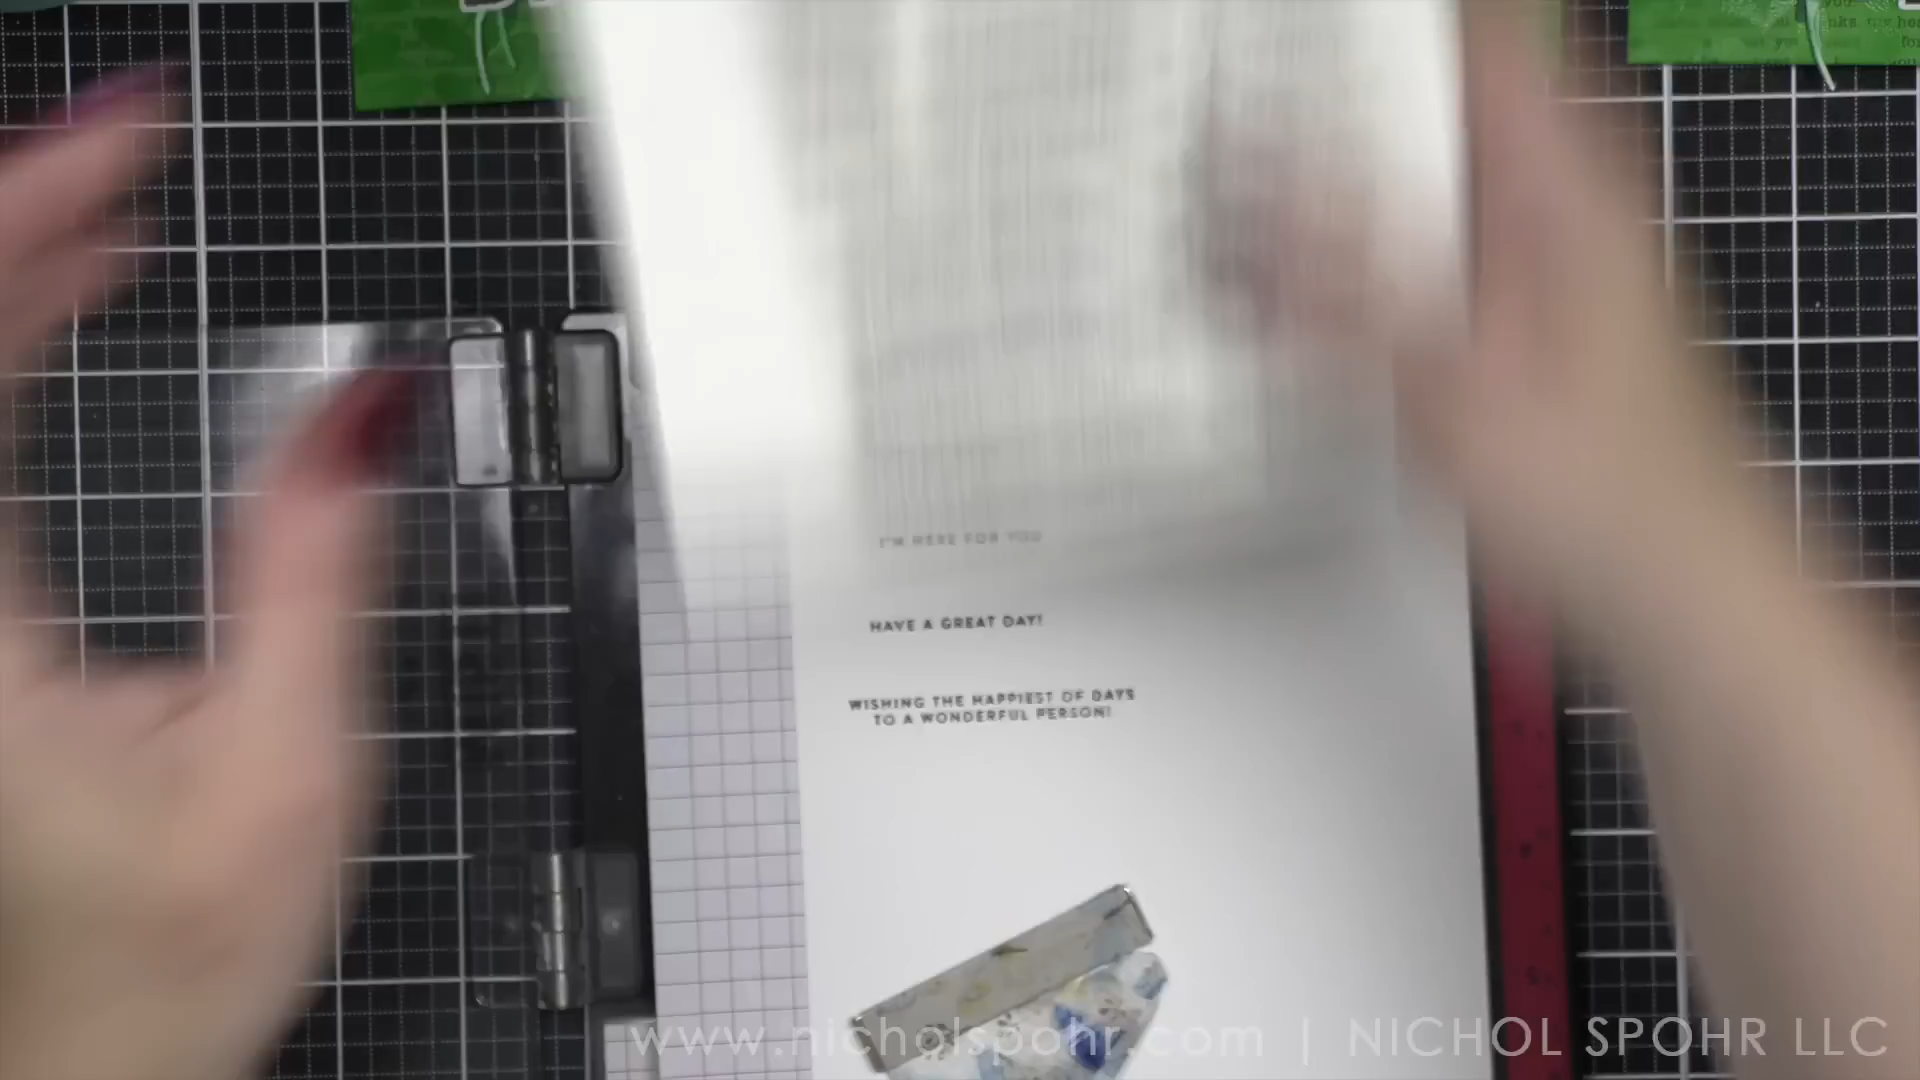 I'M HERE FOR YOU
HAVE A GREAT DAY!
WISHING THE HAPPIEST OF DAYS
TO A WONDERFUL PERSON!
www.nicholspohr.com | NICHOL SPOHR LLC